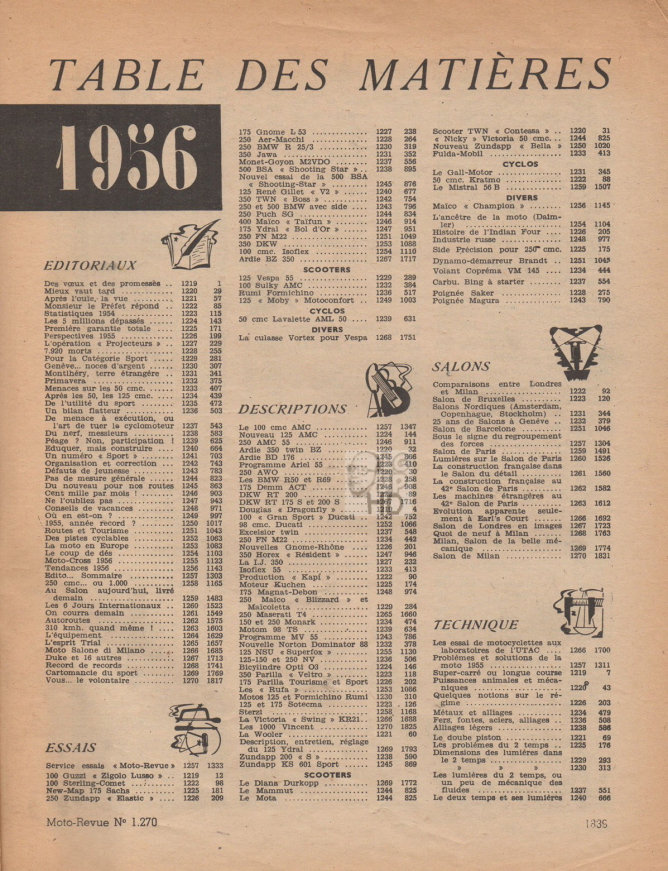 TABLE DES MATIÈRES
1956
EDITORIAUX
Des vœux et des promesses .. 1219 1
Mieux vaut tard ........... 1220 29
Après l'ouïe, la vue ........ 1221 57
Monsieur le Préfet répond .. 1222 85
Statistiques 1954 ........... 1223 115
Les 5 millions dépassés ..... 1224 143
Première garantie totale .... 1225 171
Perspectives 1955 .......... 1226 199
L'opération « Projecteurs » .. 1227 229
7.920 morts ............... 1228 255
Pour la Catégorie Sport .... 1229 281
Genève... noces d'argent .... 1230 307
Montlhéry, terre étrangère .. 1231 341
Primavera ................ 1232 375
Menaces sur les 50 cmc. .... 1233 407
Après les 50, les 125 cmc. .... 1234 439
De l'utilité du sport ........ 1235 472
Un bilan flatteur .......... 1236 503
De menace à exécution, ou
l'art de tuer le cyclomoteur 1237 543
Du nerf, messieurs ......... 1238 583
Péage ? Non, participation ! 1239 625
Eduquer, mais construire .... 1240 664
Un numéro « Sport » ....... 1241 703
Organisation et correction .. 1242 743
Défauts de jeunesse ........ 1243 783
Pas de mesure générale ...... 1244 823
Du nouveau pour nos routes 1245 863
Cent mille par mois ! ...... 1246 903
Ne l'oubliez pas ........... 1247 943
Conseils de vacances ........ 1248 971
Où en est-on ? ............ 1249 997
1955, année record ? ........ 1250 1017
Routes et Tourisme ........ 1251 1043
Des pistes cyclables ........ 1252 1063
La moto en Europe ........ 1253 1083
Le coup de dés ............ 1254 1103
Moto-Cross 1956 ........... 1255 1123
Tendances 1956 ............ 1256 1143
Edito... Sommaire .......... 1257 1303
250 cmc... ou 1.000 ......... 1258 1165
Au Salon aujourd'hui, livré
demain ................ 1259 1483
Les 6 Jours Internationaux .. 1260 1523
On courra demain .......... 1261 1549
Autoroutes ................ 1262 1575
310 kmh. quand même ! .... 1263 1603
L'équipement .............. 1264 1629
L'esprit Trial .............. 1265 1657
Moto Salone di Milano ...... 1266 1685
Duke et 16 autres .......... 1267 1713
Record de records .......... 1268 1741
Cartomancie du sport ...... 1269 1769
Vous... le volontaire ........ 1270 1817
ESSAIS
Service essais « Moto-Revue » 1257 1333
100 Guzzi « Zigolo Lusso » .. 1219 12
100 Sterling-Comet ......... 1222 98
New-Map 175 Sachs ........ 1225 181
250 Zundapp « Elastic » .... 1226 209
175 Gnome L 53 ............ 1227 238
250 Aer-Macchi ............ 1228 264
250 BMW R 25/3 .......... 1230 319
350 Jawa .................. 1231 352
Monet-Goyon M2VDO ...... 1237 556
500 BSA « Shooting Star » .. 1238 895
Nouvel essai de la 500 BSA
« Shooting-Star » ........ 1245 876
125 René Gillet « V2 » ...... 1240 677
350 TWN « Boss » ......... 1242 754
250 et 500 BMW avec side .. 1243 796
250 Puch SG .............. 1244 834
400 Maïco « Taïfun » ...... 1246 914
175 Ydral « Bol d'Or » ...... 1247 951
250 FN M22 .............. 1251 1049
350 DKW ................. 1253 1088
100 cmc. Isoflex ............ 1254 1110
Ardie BZ 250 .............. 1267 1717
SCOOTERS
125 Vespa 55 .............. 1229 289
100 Sulky AMC ............ 1232 384
Rumi Formichino .......... 1236 517
125 « Moby » Motoconfort .. 1249 1003
CYCLOS
50 cmc Lavalette AML 50 .... 1239 631
DIVERS
La culasse Vortex pour Vespa 1268 1751
DESCRIPTIONS
Le 100 cmc AMC ........... 1257 1347
Nouveau 125 AMC ......... 1224 144
250 AMC 55 .............. 1246 911
Ardie 350 twin BZ ........ 1220 32
Ardie BD 176 ............. 366
Programme Ariel 55 ........ 410
250 AWO ................ 30
Les BMW R50 et R69 ....... 358
175 Demm ACT ............ 508
DKW RT 200 ............. 89
DKW RT 175 S et 200 S .... 1716
Douglas « Dragonfly » ......
100 « Gran Sport » Ducati .. 752
98 cmc. Ducati ............. 1252 1066
Excelsior twin ............. 1237 548
250 FN M22 .............. 1234 442
Nouvelles Gnome-Rhône .... 1226 201
350 Horex « Résident » ..... 1247 946
La I.J. 350 ................ 1227 232
Isoflex 55 ................ 1233 413
Production « Kapi » ........ 1222 90
Moteur Kuchen ............ 1225 174
175 Magnat-Debon ......... 1248 974
250 Maïco « Blizzard » et
Maïcoletta .............. 1229 284
250 Maserati T4 ........... 1265 1660
150 et 250 Monark ......... 1234 474
Motom 98 TS ............. 1239 634
Programme MV 55 ......... 1243 786
Nouvelle Norton Dominator 88 1232 378
125 NSU « Superfox » ...... 1255 1130
125-150 et 250 NV ......... 1236 506
Bicylindre Opti O3 ......... 1224 146
350 Parilla « Veltro » ...... 1223 118
175 Parilla Tourisme et Sport 1226 202
Les « Rufa » ............. 1253 1086
Motos 125 et Formichino Rumi 1230 310
125 et 175 Sotecma ......... 1223 126
Sterzi .................... 1258 1168
La Victoria « Swing » KR21.. 1266 1688
Les 1000 Vincent .......... 1270 1825
La Wooler ................ 1221 60
Description, entretien, réglage
du 125 Ydral ............ 1269 1783
Zundapp 200 « S » ........ 1238 590
Zundapp KS 601 Sport .... 1245 869
SCOOTERS
Le Diana Durkopp ......... 1269 1772
Le Mammut .............. 1244 825
Le Mota .................. 1244 825
Scooter TWN « Contessa » .. 1220 31
« Nicky » Victoria 50 cmc... 1244 825
Nouveau Zundapp « Bella » 1250 1020
Fulda-Mobil .............. 1233 413
CYCLOS
Le Gali-Motor ............. 1231 345
50 cmc. Kratmo ............ 1222 88
Le Mistral 56 B ............ 1259 1507
DIVERS
Maïco « Champion » ........ 1256 1145
L'ancêtre de la moto (Daimler) .................. 1254 1104
Histoire de l'Indian Four .... 1226 205
Industrie russe ............ 1248 977
Side Précision pour 250 cmc. 1225 175
Dynamo-démarreur Brandt .. 1251 1045
Volant Copréma VM 145 .... 1234 444
Carbu. Bing à starter ....... 1237 554
Poignée Saker ............. 1228 275
Poignée Magura ........... 1243 790
SALONS
Comparaisons entre Londres
et Milan ................ 1222 92
Salon de Bruxelles .......... 1223 120
Salons Nordiques (Amsterdam,
Copenhague, Stockholm) .. 1231 344
25 ans de Salons à Genève .. 1232 379
Salon de Barcelone ........ 1251 1046
Sous le signe du regroupement
des forces .............. 1257 1304
Salon de Paris ............ 1259 1491
Lumières sur le Salon de Paris 1260 1526
La construction française dans
le Salon du détail ........ 1261 1560
La construction française au
42e Salon de Paris ........ 1262 1582
Les machines étrangères au
42e Salon de Paris ........ 1263 1612
Evolution apparente seulement à Earl's Court ...... 1266 1692
Salon de Londres en images 1267 1723
Quoi de neuf à Milan ...... 1268 1763
Milan, Salon de la belle mécanique ................ 1269 1774
Salon de Milan ............ 1270 1831
TECHNIQUE
Les essai de motocyclettes aux
laboratoires de l'UTAC .... 1266 1700
Problèmes et solutions de la
moto 1955 .............. 1257 1311
Super-carré ou longue course 1219 7
Puissances animales et mécaniques ................ 1220 43
Quelques notions sur le régime .................. 1226 203
Métaux et alliages ......... 1234 479
Fers, fontes, aciers, alliages .. 1236 508
Alliages légers ............ 1238 586
Le double piston .......... 1221 69
Les problèmes du 2 temps .. 1225 176
Dimensions des lumières dans
le 2 temps .............. 1229 293
» » » .......... 1230 313
Les lumières du 2 temps, ou
un peu de mécanique des
fluides ................ 1237 551
Le deux temps et ses lumières 1240 666
Moto-Revue N° 1.270
1835